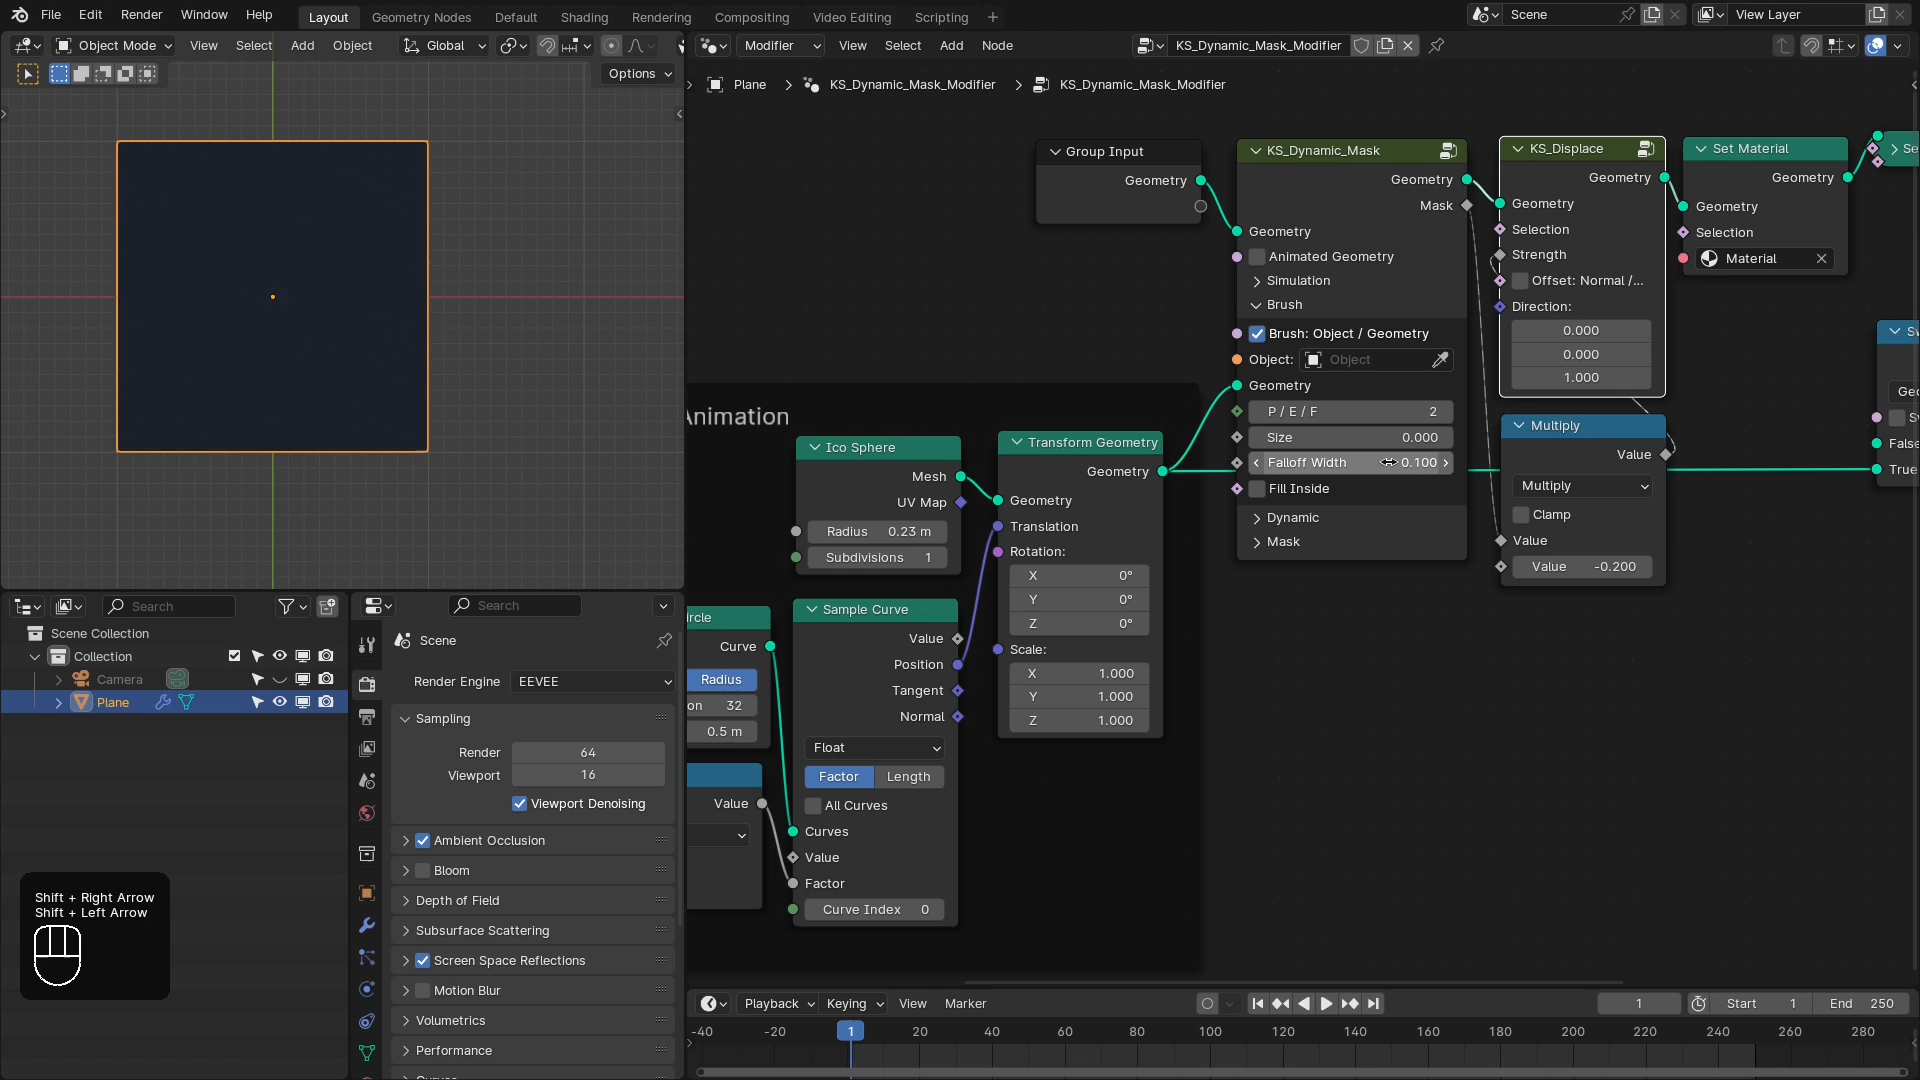 File Edit Render Window Help Layout Geometry Nodes Default Shading Rendering Compositing Video Editing Scripting + Scene View Layer
Object Mode View Select Add Object Global
Options
Modifier View Select Add Node KS_Dynamic_Mask_Modifier
Plane > KS_Dynamic_Mask_Modifier > KS_Dynamic_Mask_Modifier
Group Input
Geometry
KS_Dynamic_Mask
Geometry
Mask
Geometry
Animated Geometry
Simulation
Brush
Brush: Object / Geometry
Object: Object
Geometry
P / E / F 2
Size 0.000
Falloff Width 0.100
Fill Inside
Dynamic
Mask
KS_Displace
Geometry
Geometry
Selection
Strength
Offset: Normal /...
Direction:
0.000
0.000
1.000
Set Material
Geometry
Geometry
Selection
Material
Se
Multiply
Value
Multiply
Clamp
Value
Value -0.200
Geo
False
True
Animation
Ico Sphere
Mesh
UV Map
Radius 0.23 m
Subdivisions 1
Transform Geometry
Geometry
Geometry
Translation
Rotation:
X 0°
Y 0°
Z 0°
Scale:
X 1.000
Y 1.000
Z 1.000
ircle
Curve
Radius
on 32
0.5 m
Value
Sample Curve
Value
Position
Tangent
Normal
Float
Factor Length
All Curves
Curves
Value
Factor
Curve Index 0
Search
Scene Collection
Collection
Camera
Plane
Search
Scene
Render Engine EEVEE
Sampling
Render 64
Viewport 16
Viewport Denoising
Ambient Occlusion
Bloom
Depth of Field
Subsurface Scattering
Screen Space Reflections
Motion Blur
Volumetrics
Performance
Shift + Right Arrow
Shift + Left Arrow
Playback Keying View Marker 1 Start 1 End 250
-40 -20 1 20 40 60 80 100 120 140 160 180 200 220 240 260 280